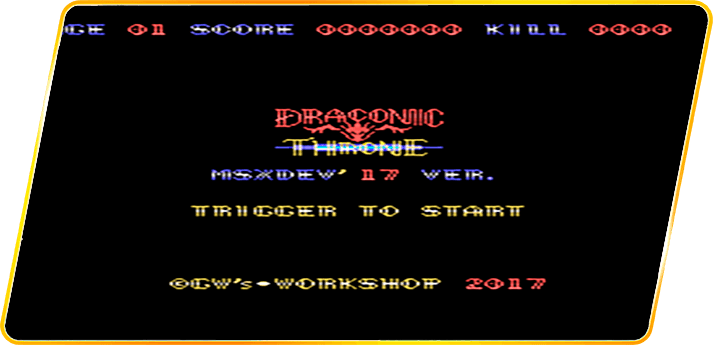 GE 01 SCORE 0000000 KILL 0000
DRACONIC
THRONE
MSXDEV'17 VER.
TRIGGER TO START
©GW's•WORKSHOP 2017